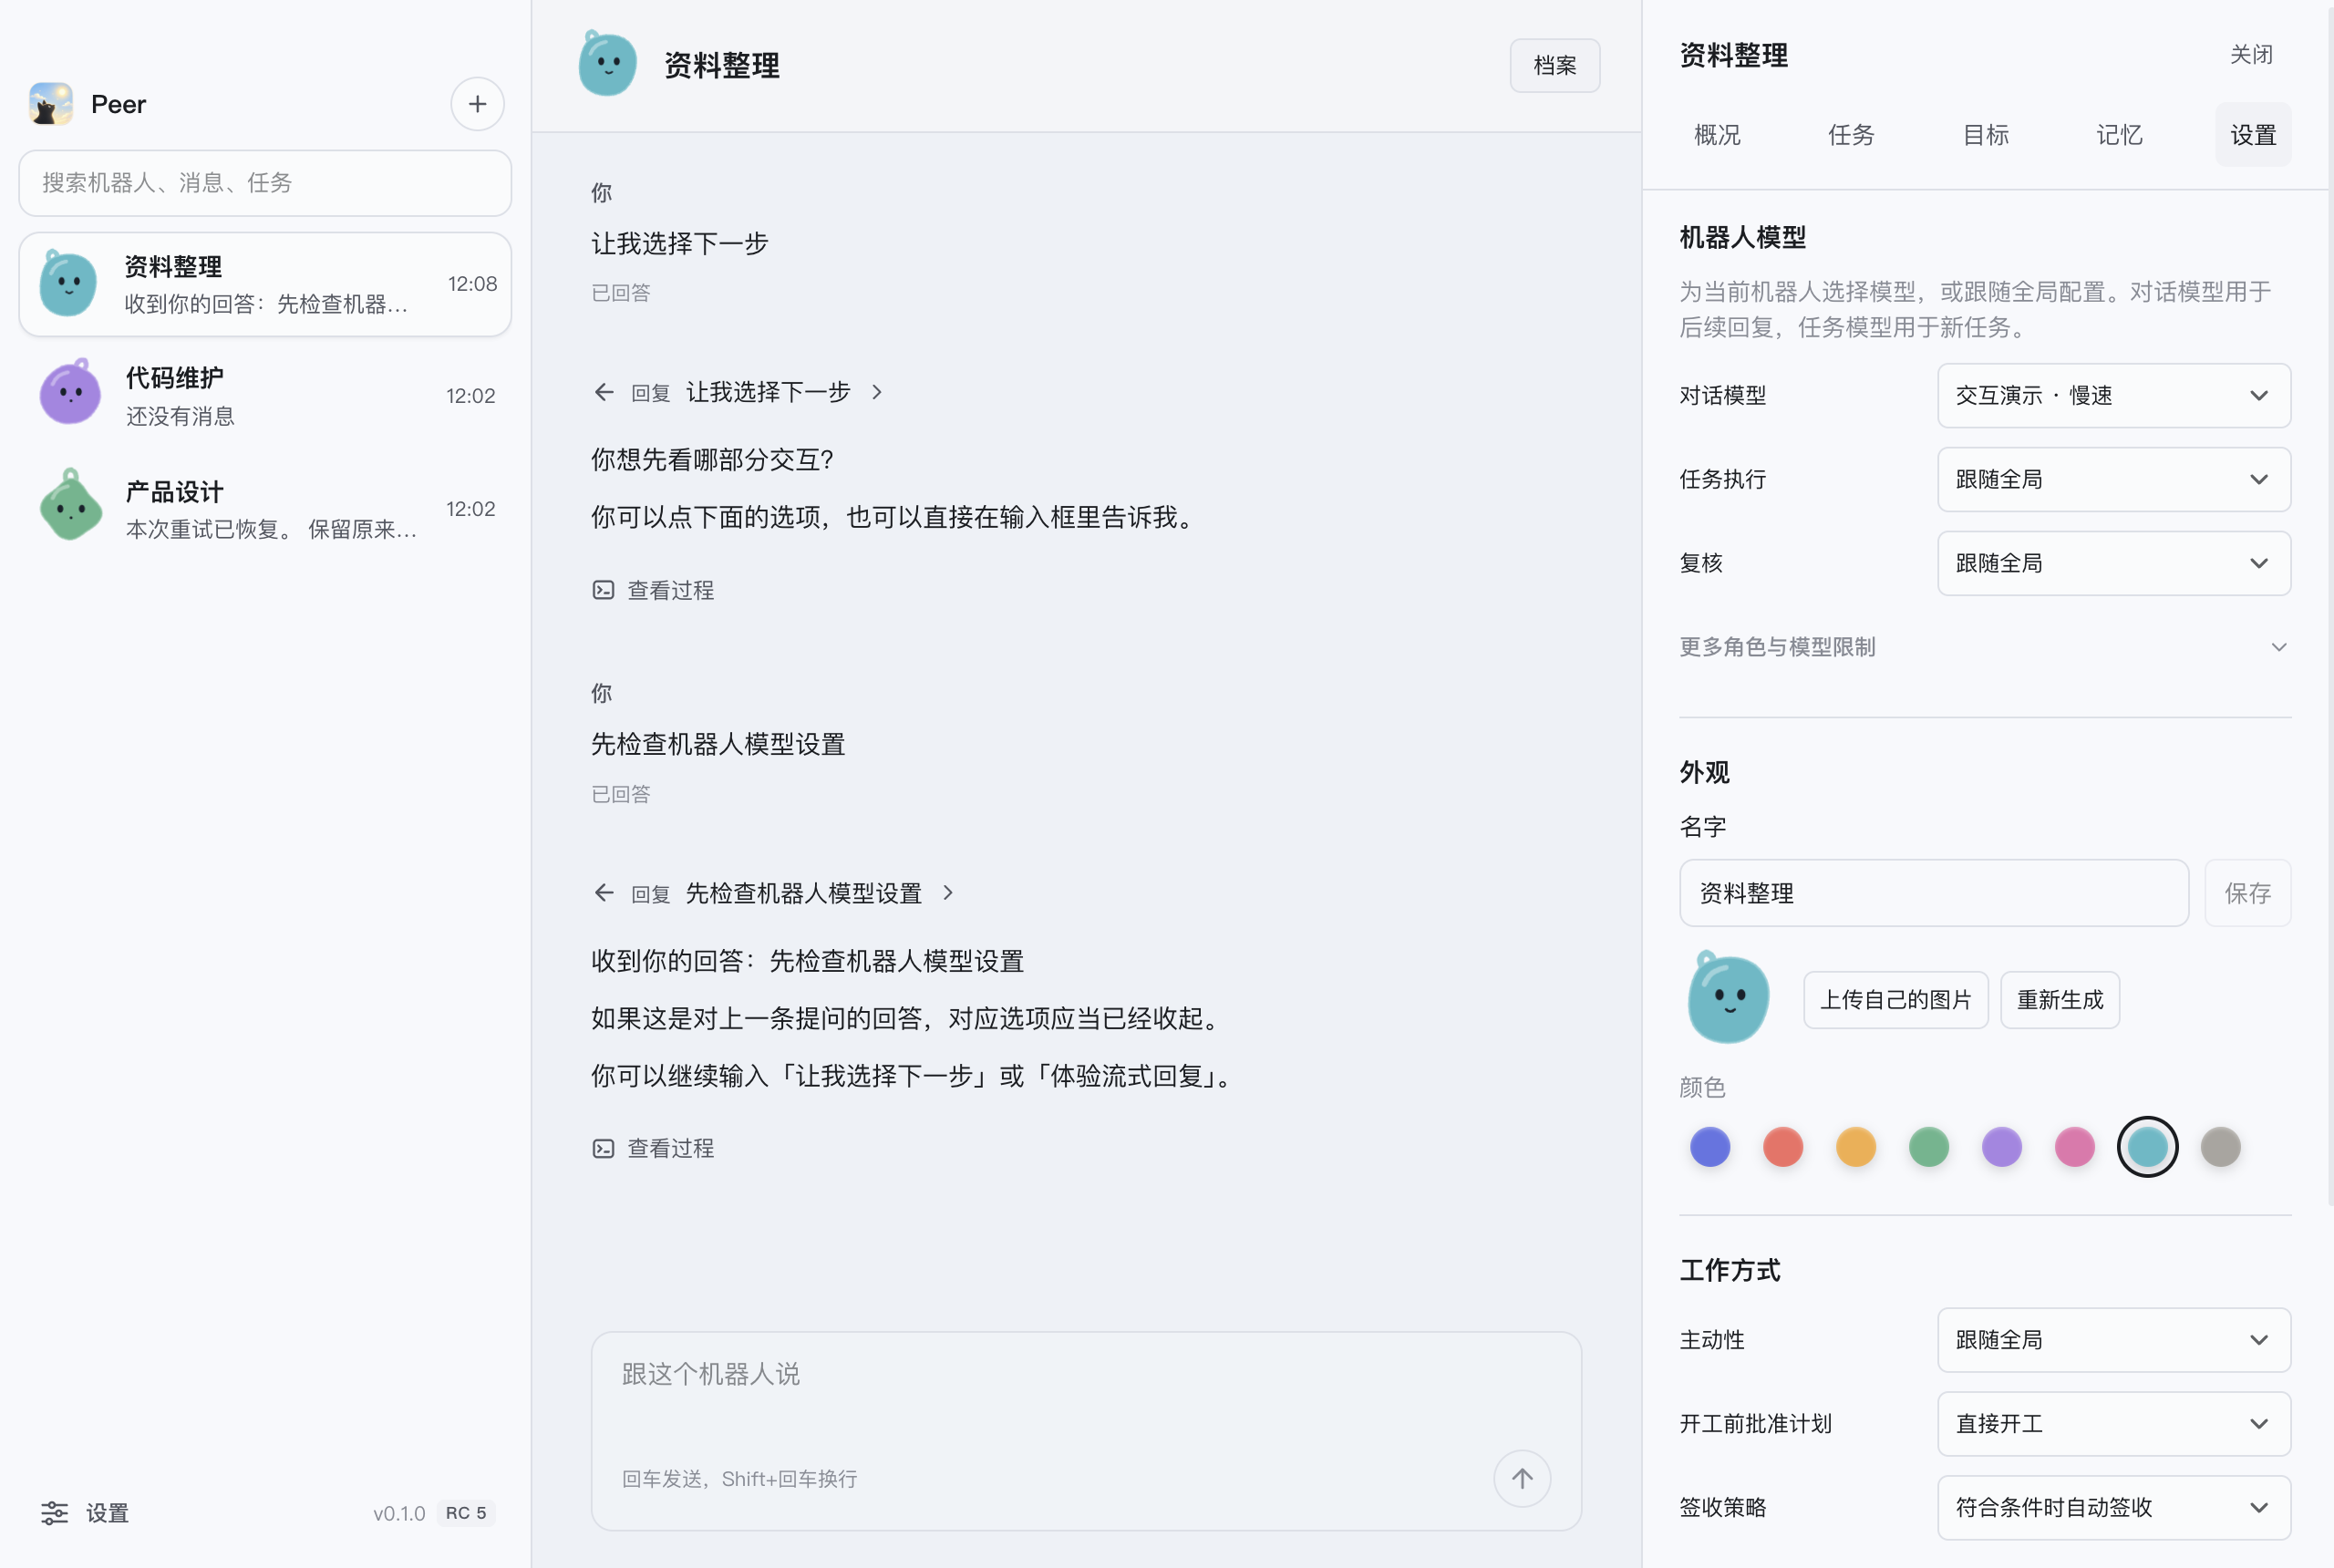 Peer
搜索机器人、消息、任务
资料整理
收到你的回答：先检查机器...
12:08
代码维护
还没有消息
12:02
产品设计
本次重试已恢复。 保留原来...
12:02
设置
v0.1.0
RC 5
资料整理
档案
你
让我选择下一步
已回答
回复 让我选择下一步
你想先看哪部分交互？
你可以点下面的选项，也可以直接在输入框里告诉我。
查看过程
你
先检查机器人模型设置
已回答
回复 先检查机器人模型设置
收到你的回答：先检查机器人模型设置
如果这是对上一条提问的回答，对应选项应当已经收起。
你可以继续输入「让我选择下一步」或「体验流式回复」。
查看过程
跟这个机器人说
回车发送，Shift+回车换行
资料整理
关闭
概况 任务 目标 记忆 设置
机器人模型
为当前机器人选择模型，或跟随全局配置。对话模型用于
后续回复，任务模型用于新任务。
对话模型 交互演示 · 慢速
任务执行 跟随全局
复核 跟随全局
更多角色与模型限制
外观
名字
资料整理 保存
上传自己的图片 重新生成
颜色
工作方式
主动性 跟随全局
开工前批准计划 直接开工
签收策略 符合条件时自动签收